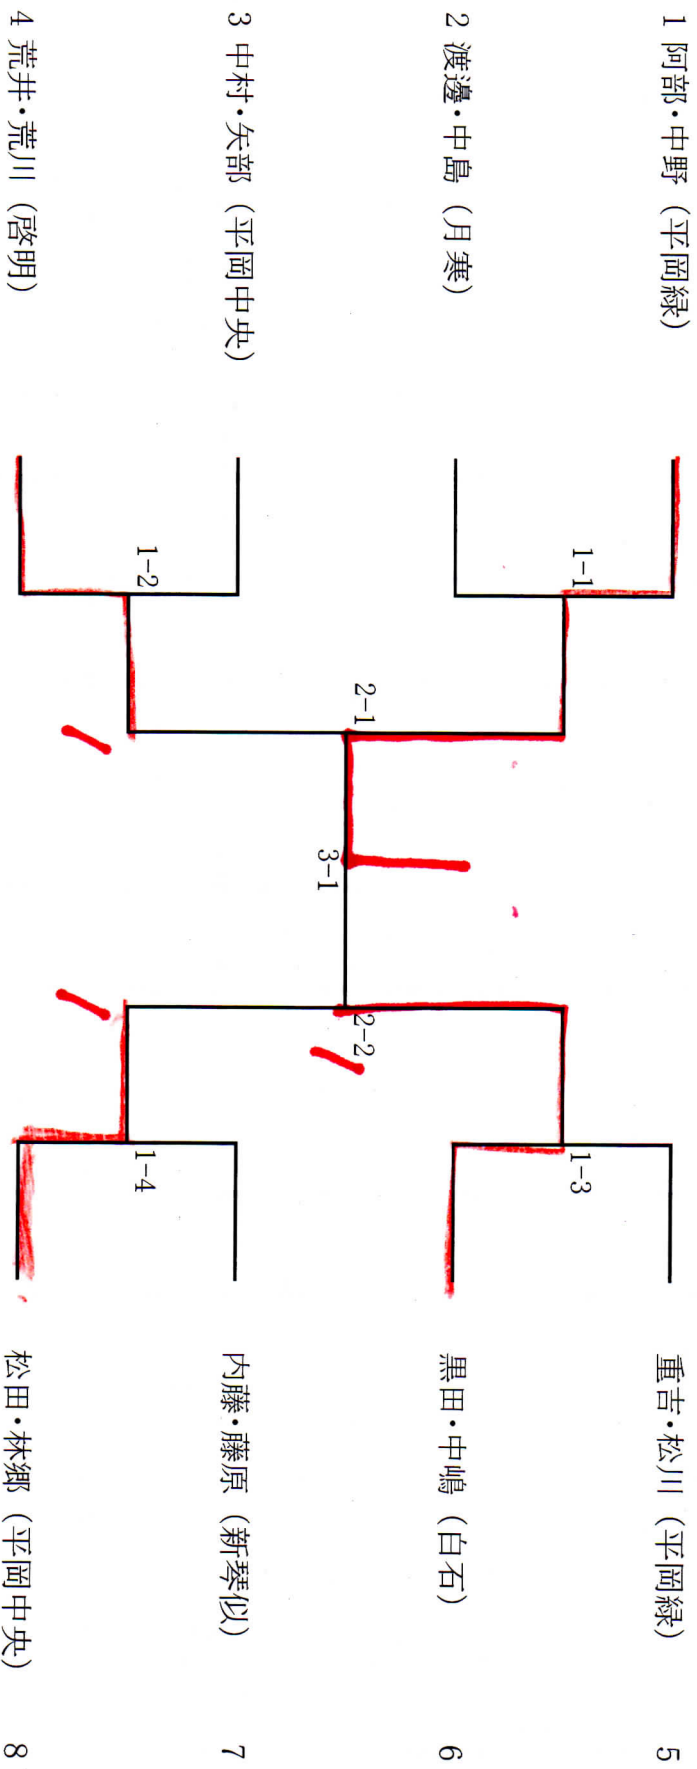 1 阿部・中野（平岡緑）
2 渡邊・中島（月寒）
3 中村・矢部（平岡中央）
4 荒井・荒川（啓明）
1-1
1-2
2-1
3-1
2-2
1-3
1-4
重吉・松川（平岡緑） 5
黒田・中嶋（白石） 6
内藤・藤原（新琴似） 7
松田・林郷（平岡中央） 8